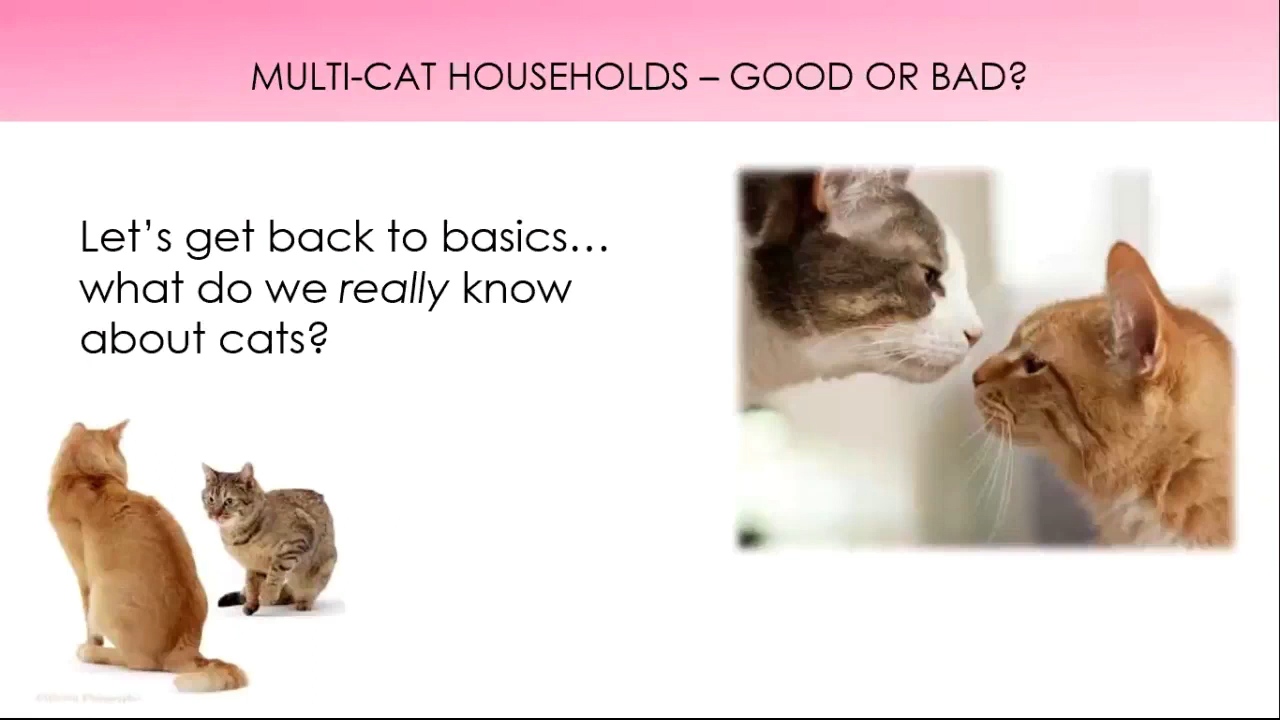 MULTI-CAT HOUSEHOLDS – GOOD OR BAD?
Let’s get back to basics…
what do we really know
about cats?